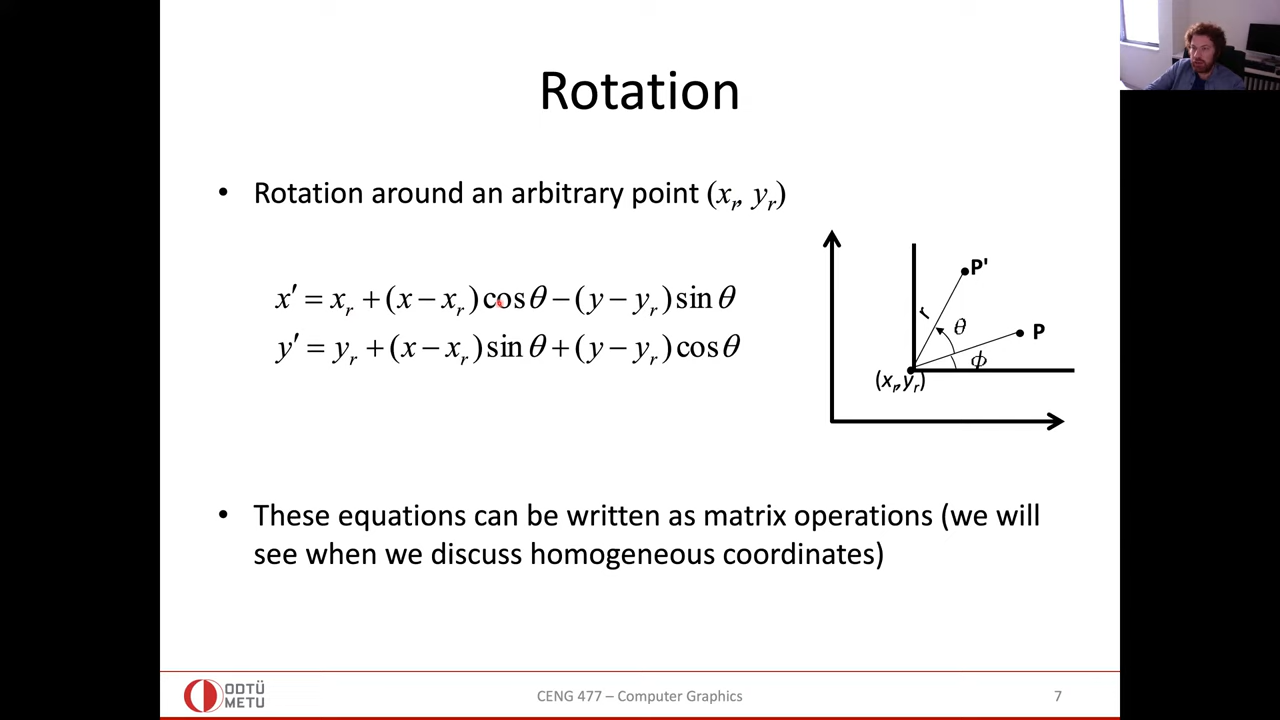 Rotation
• Rotation around an arbitrary point (xᵣ, yᵣ)
x′ = xᵣ + (x − xᵣ)cos θ − (y − yᵣ)sin θ
y′ = yᵣ + (x − xᵣ)sin θ + (y − yᵣ)cos θ
P'
r
θ
P
ϕ
(xᵣ,yᵣ)
• These equations can be written as matrix operations (we will
see when we discuss homogeneous coordinates)
ODTÜ
METU
CENG 477 – Computer Graphics
7